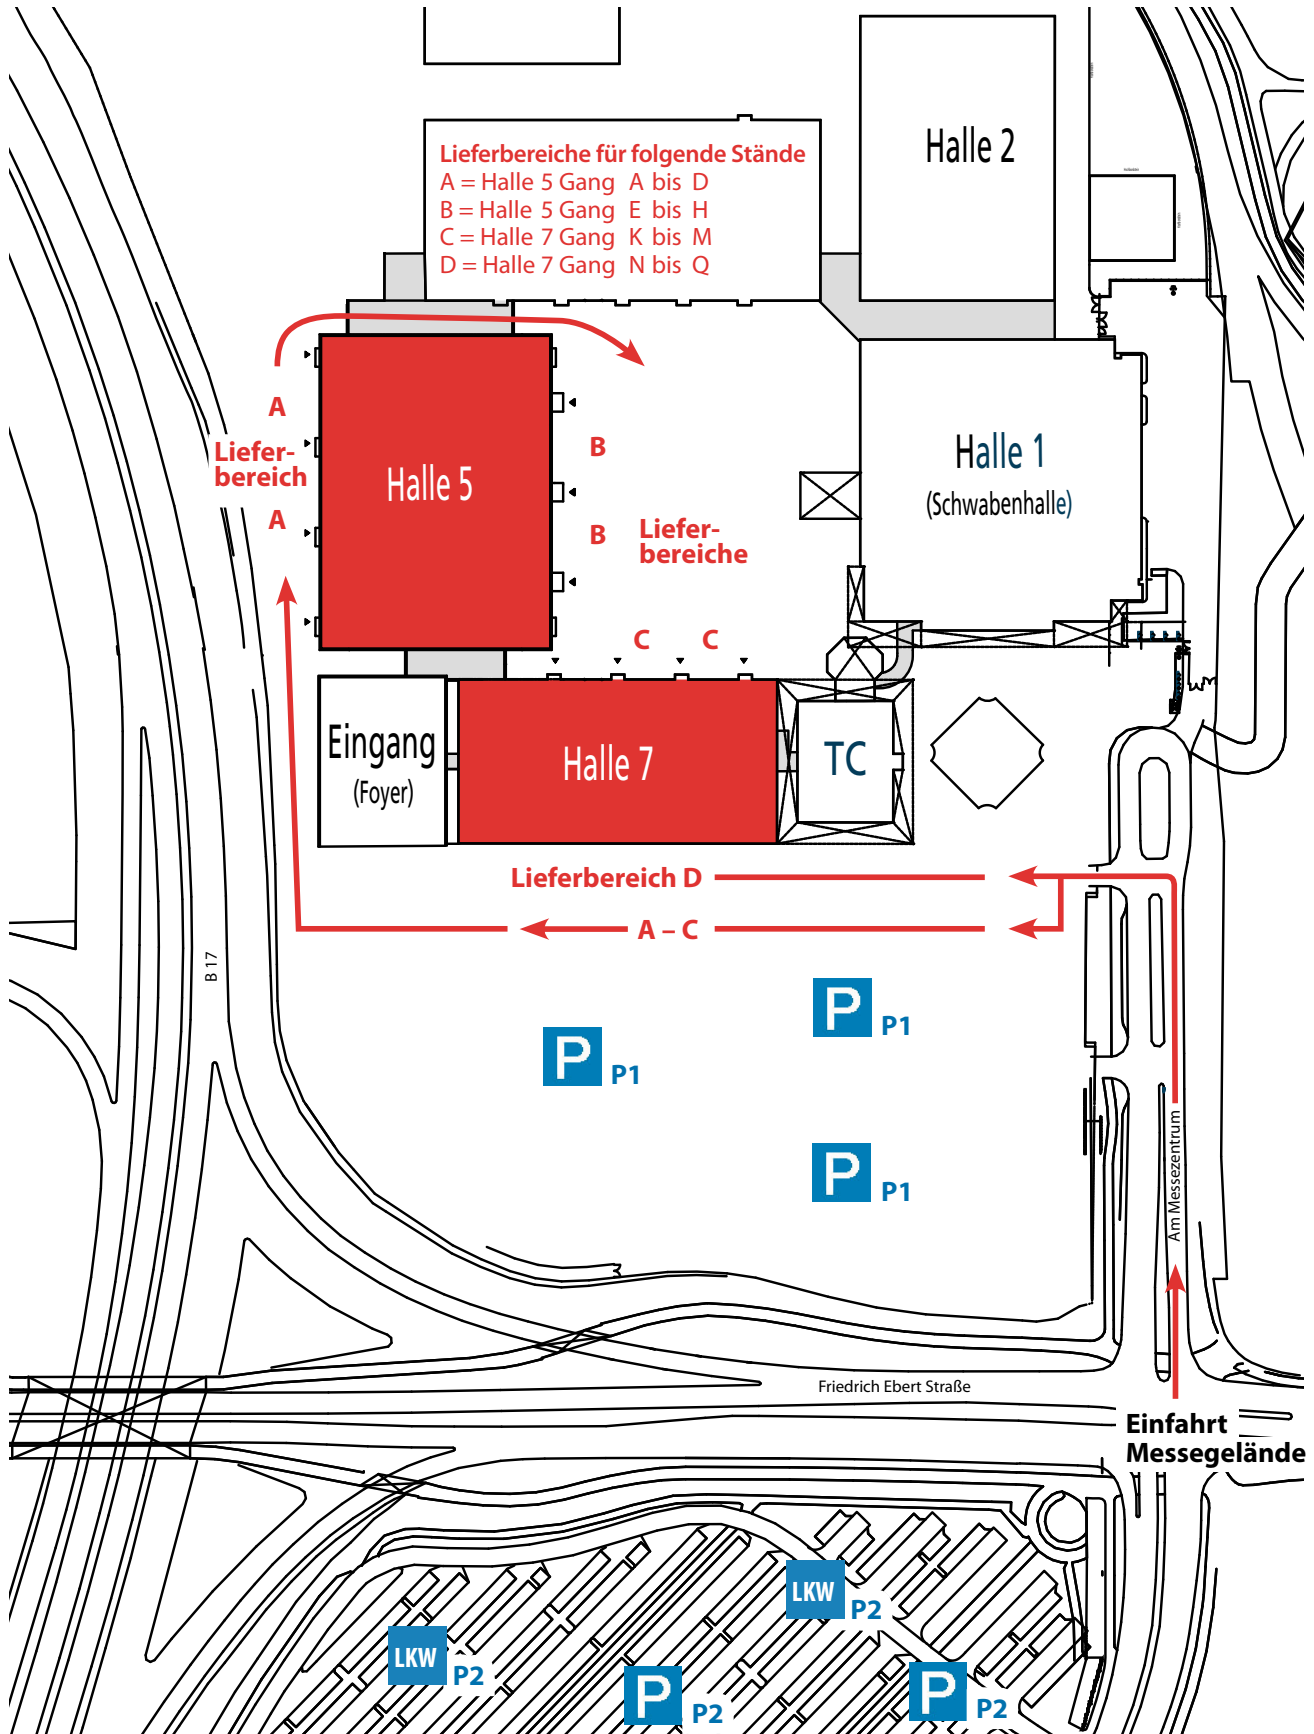 Halle 2
Lieferbereiche für folgende Stände
A = Halle 5 Gang A bis D
B = Halle 5 Gang E bis H
C = Halle 7 Gang K bis M
D = Halle 7 Gang N bis Q
A
Liefer-
bereich
A
Halle 5
B
B
Liefer-
bereiche
Halle 1
(Schwabenhalle)
C C
Eingang
(Foyer)
Halle 7
TC
Lieferbereich D
A – C
B 17
P P1
P P1
P P1
Am Messezentrum
Friedrich Ebert Straße
Einfahrt
Messegelände
LKW P2
LKW P2
P P2
P P2